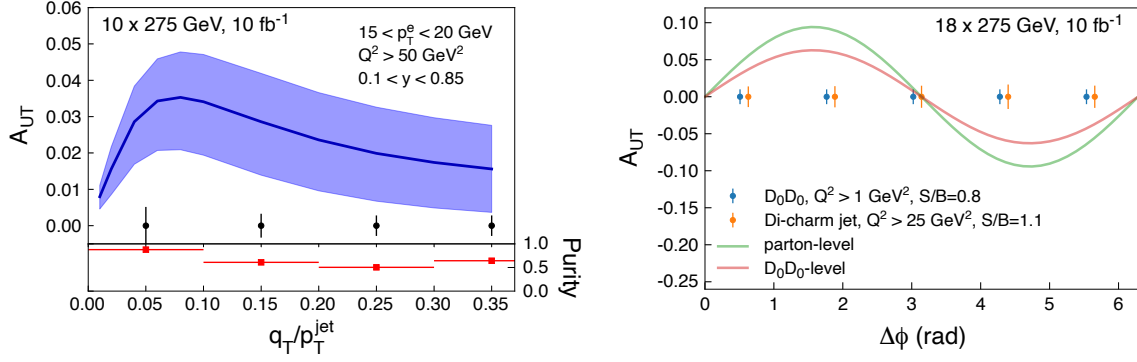 10 x 275 GeV, 10 fb-1
15 < pTe < 20 GeV
Q2 > 50 GeV2
0.1 < y < 0.85
AUT
0.06
0.05
0.04
0.03
0.02
0.01
0.00
1.0
0.5
0.0
Purity
0.00 0.05 0.10 0.15 0.20 0.25 0.30 0.35
qT/pTjet
18 x 275 GeV, 10 fb-1
AUT
0.10
0.05
0.00
-0.05
-0.10
-0.15
-0.20
-0.25
D0D0, Q2 > 1 GeV2, S/B=0.8
Di-charm jet, Q2 > 25 GeV2, S/B=1.1
parton-level
D0D0-level
0 1 2 3 4 5 6
Δϕ (rad)